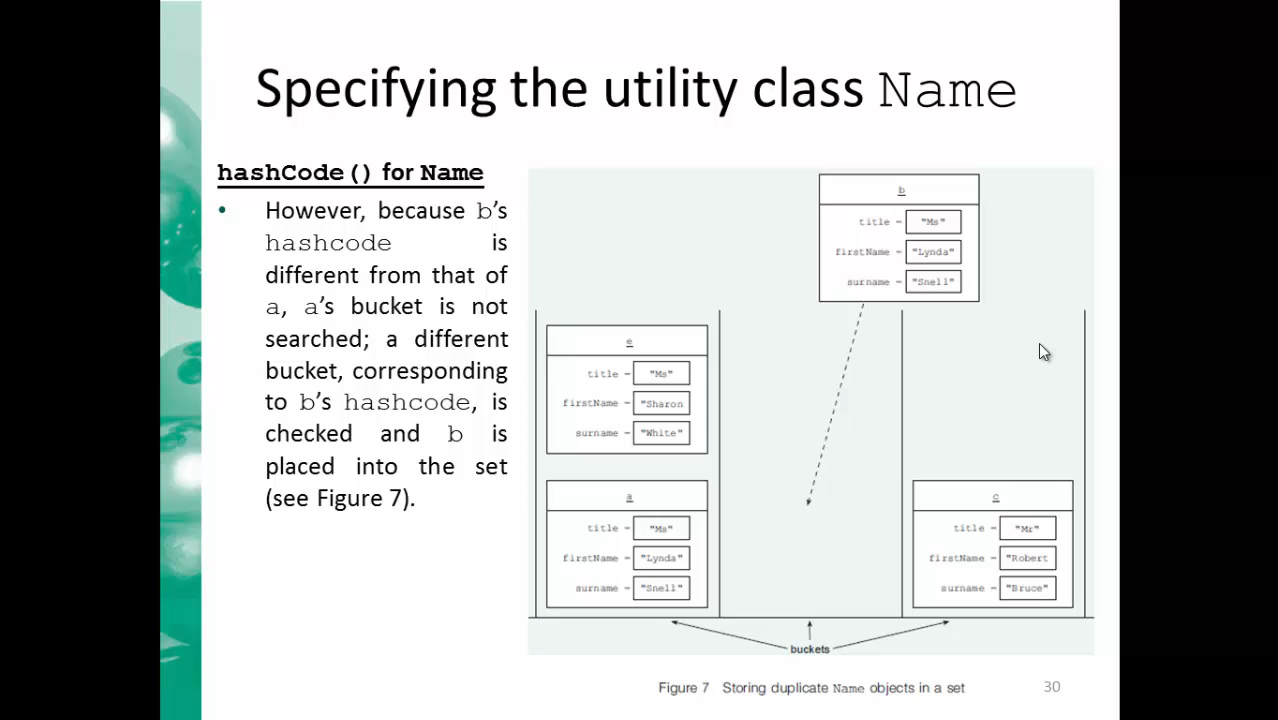 Specifying the utility class Name
hashCode() for Name
• However, because b's
hashcode is
different from that of
a, a's bucket is not
searched; a different
bucket, corresponding
to b's hashcode, is
checked and b is
placed into the set
(see Figure 7).
b
title = "Ms"
firstName = "Lynda"
surname = "Snell"
e
title = "Ms"
firstName = "Sharon
surname = "White"
a
title = "Ms"
firstName = "Lynda"
surname = "Snell"
c
title = "Mr"
firstName = "Robert
surname = "Bruce"
buckets
Figure 7 Storing duplicate Name objects in a set
30